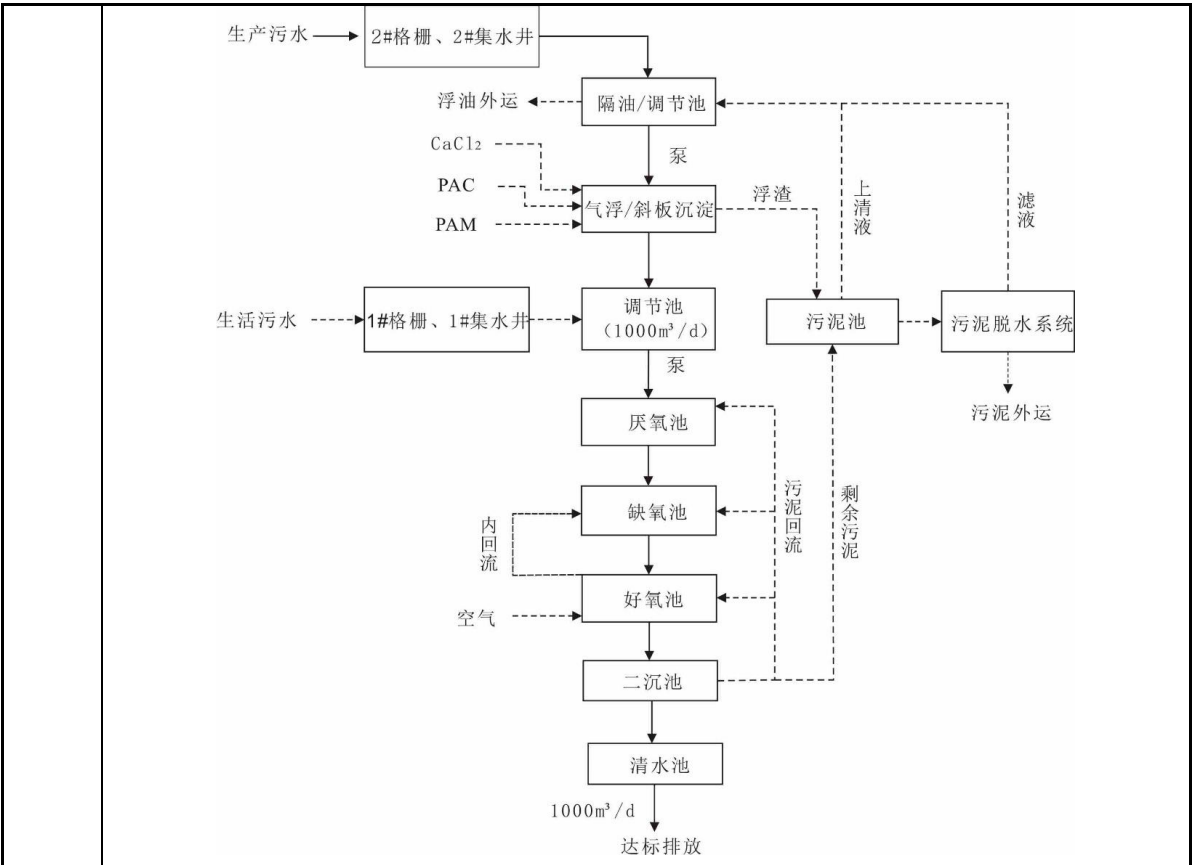 生产污水
2#格栅、2#集水井
浮油外运
隔油/调节池
CaCl₂
泵
PAC
气浮/斜板沉淀
浮渣
上清液
滤液
PAM
生活污水
1#格栅、1#集水井
调节池
（1000m³/d）
污泥池
污泥脱水系统
泵
污泥外运
厌氧池
缺氧池
内回流
污泥回流
剩余污泥
好氧池
空气
二沉池
清水池
1000m³/d
达标排放